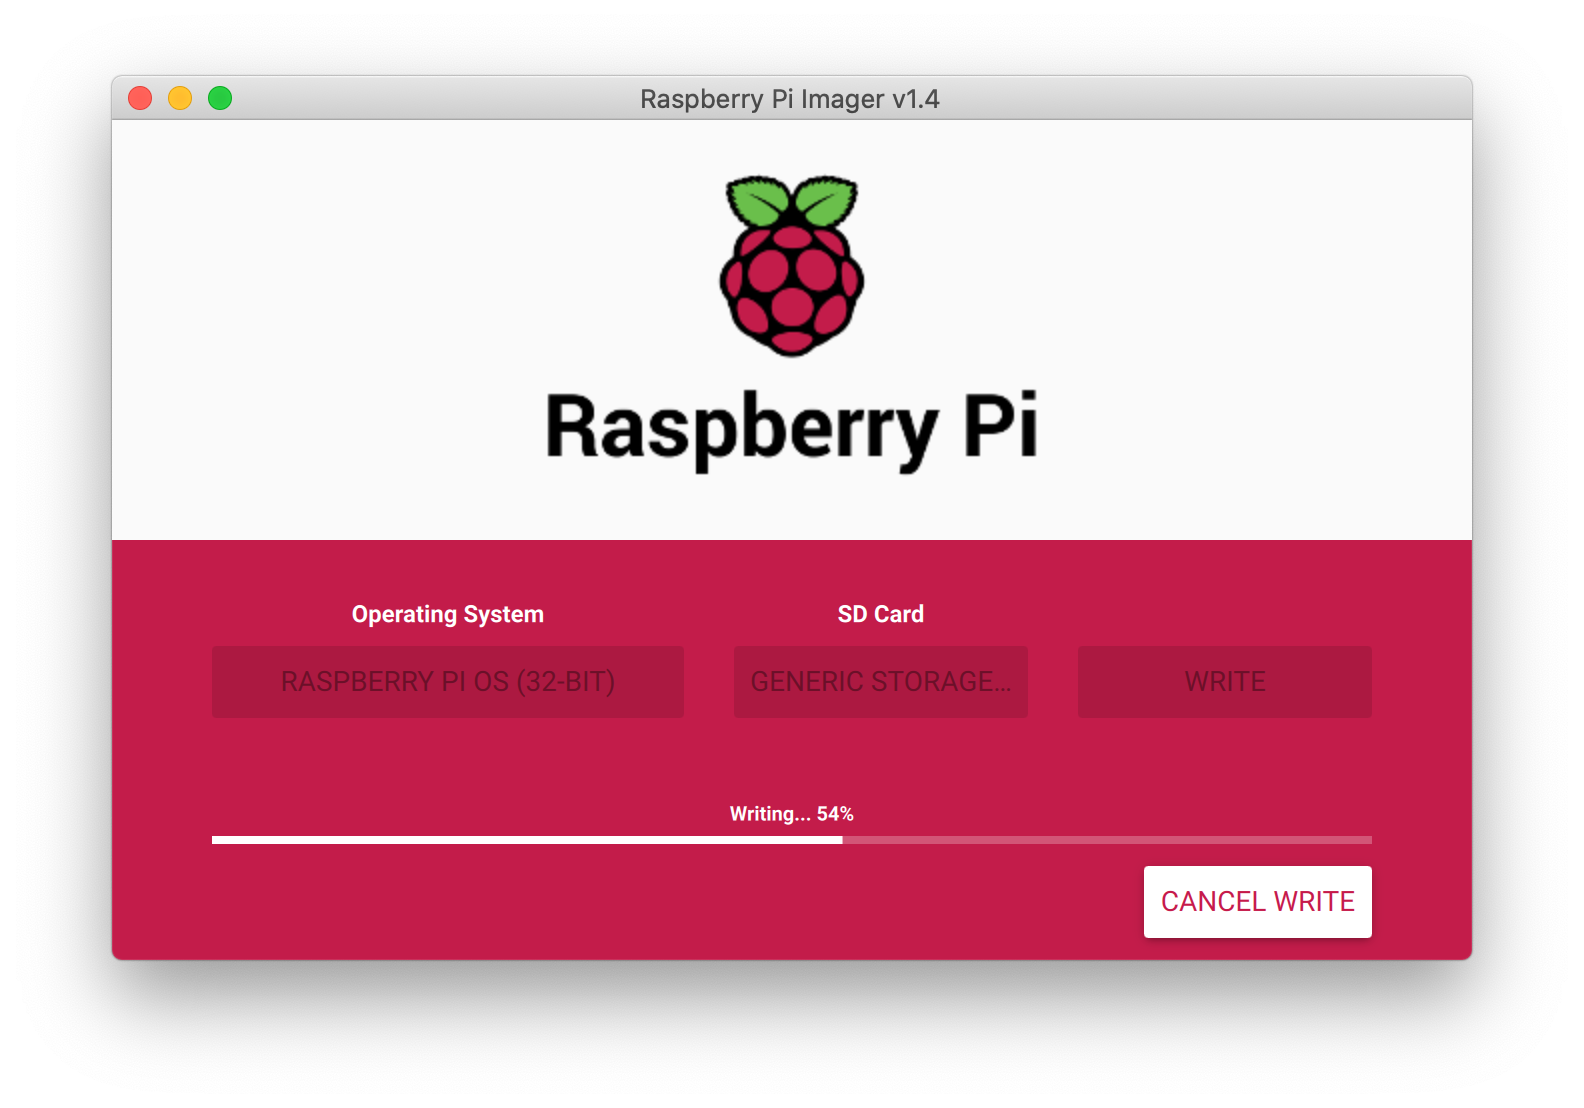 Raspberry Pi Imager v1.4
Raspberry Pi
Operating System
SD Card
RASPBERRY PI OS (32-BIT)
GENERIC STORAGE...
WRITE
Writing... 54%
CANCEL WRITE